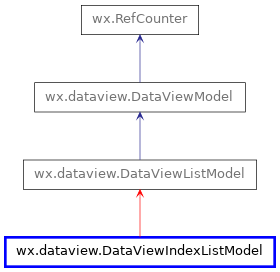 wx.RefCounter
wx.dataview.DataViewModel
wx.dataview.DataViewListModel
wx.dataview.DataViewIndexListModel